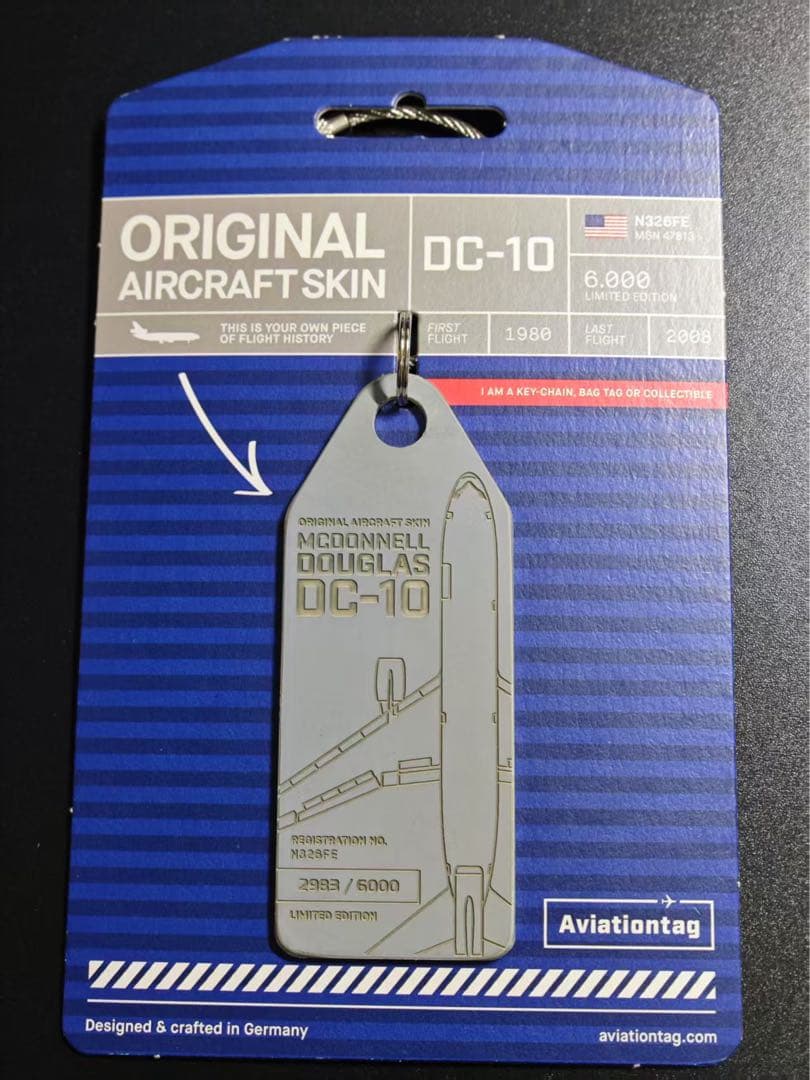 ORIGINAL
AIRCRAFT SKIN
DC-10
N326FE
MSN 47813
6.000
LIMITED EDITION
THIS IS YOUR OWN PIECE
OF FLIGHT HISTORY
FIRST
FLIGHT
1980
LAST
FLIGHT
2008
I AM A KEY-CHAIN, BAG TAG OR COLLECTIBLE
ORIGINAL AIRCRAFT SKIN
MCDONNELL
DOUGLAS
DC-10
REGISTRATION NO.
N326FE
2983 / 6000
LIMITED EDITION
Aviationtag
Designed & crafted in Germany
aviationtag.com